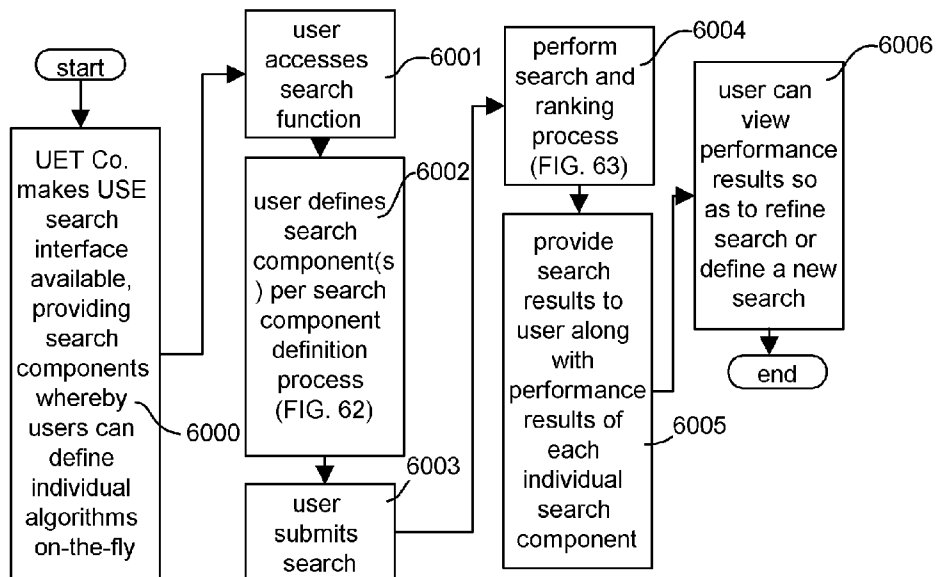 start
UET Co.
makes USE
search
interface
available,
providing
search
components
whereby
users can
define
individual
algorithms
on-the-fly
6000
user
accesses
search
function
6001
user defines
search
component(s
) per search
component
definition
process
(FIG. 62)
6002
user
submits
search
6003
perform
search and
ranking
process
(FIG. 63)
6004
provide
search
results to
user along
with
performance
results of
each
individual
search
component
6005
user can
view
performance
results so
as to refine
search or
define a new
search
6006
end